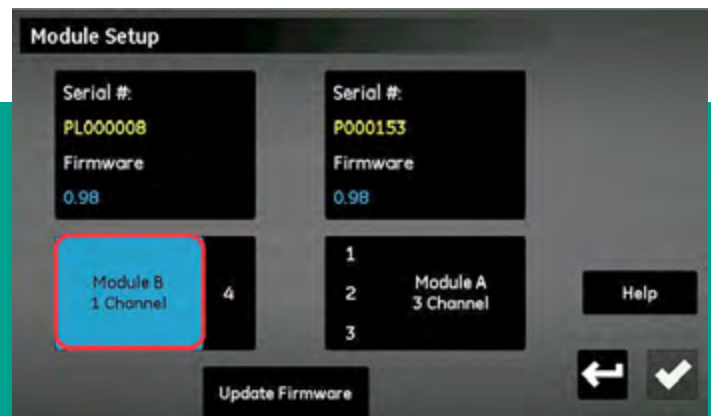 Module Setup
Serial #:
PL000008
Firmware
0.98
Serial #:
P000153
Firmware
0.98
Module B
1 Channel
4
1
2
3
Module A
3 Channel
Help
Update Firmware